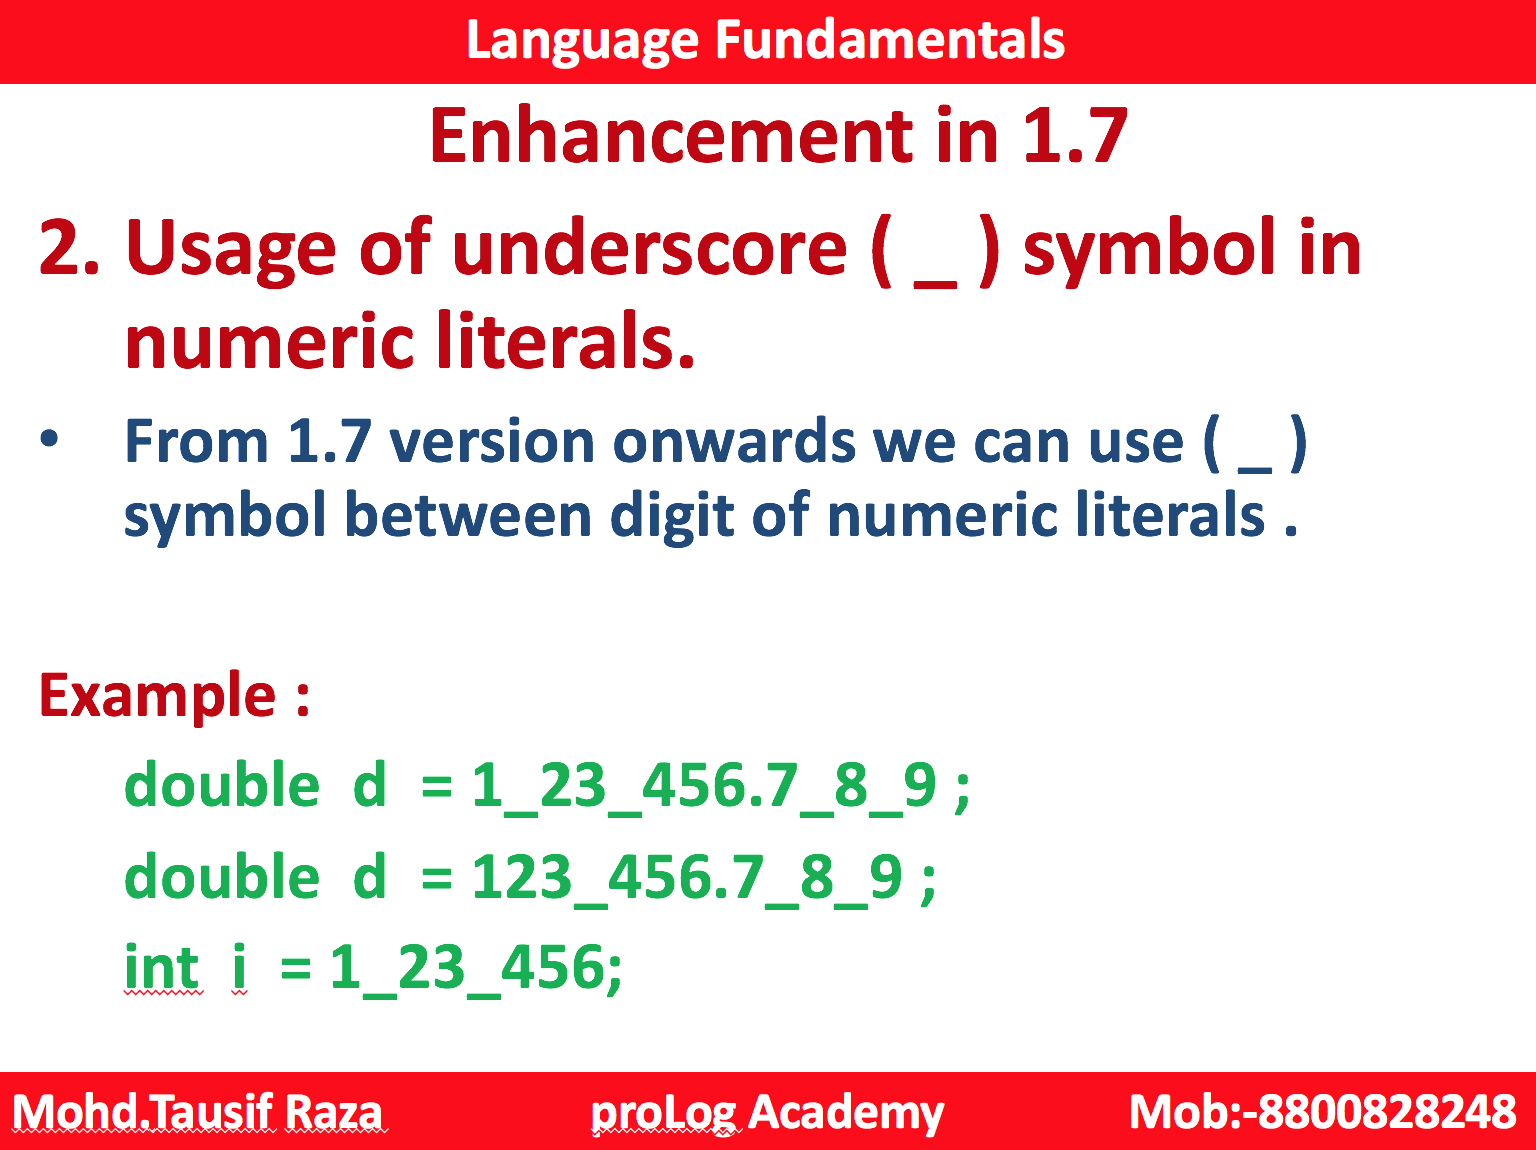 Language Fundamentals
Enhancement in 1.7
2. Usage of underscore ( _ ) symbol in
numeric literals.
• From 1.7 version onwards we can use ( _ )
symbol between digit of numeric literals .
Example :
double d = 1_23_456.7_8_9 ;
double d = 123_456.7_8_9 ;
int i = 1_23_456;
Mohd.Tausif Raza proLog Academy Mob:-8800828248